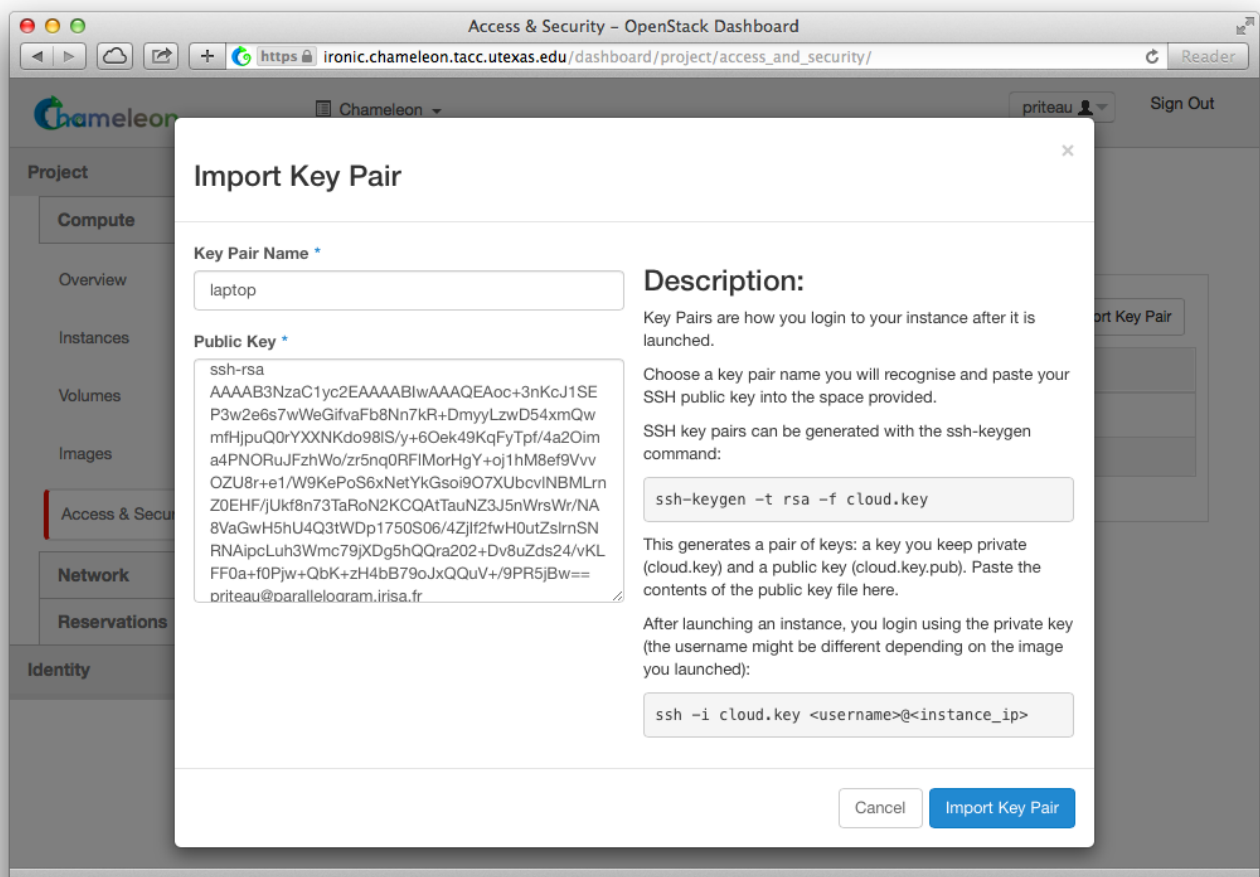 Access & Security – OpenStack Dashboard
https ironic.chameleon.tacc.utexas.edu/dashboard/project/access_and_security/
Reader
Chameleon
Chameleon
priteau
Sign Out
Project
Compute
Overview
Instances
Volumes
Images
Access & Secur
Network
Reservations
Identity
ort Key Pair
Import Key Pair
×
Key Pair Name *
laptop
Public Key *
ssh-rsa
AAAAB3NzaC1yc2EAAAABIwAAAQEAoc+3nKcJ1SE
P3w2e6s7wWeGifvaFb8Nn7kR+DmyyLzwD54xmQw
mfHjpuQ0rYXXNKdo98lS/y+6Oek49KqFyTpf/4a2Oim
a4PNORuJFzhWo/zr5nq0RFlMorHgY+oj1hM8ef9Vvv
OZU8r+e1/W9KePoS6xNetYkGsoi9O7XUbcvlNBMLrn
Z0EHF/jUkf8n73TaRoN2KCQAtTauNZ3J5nWrsWr/NA
8VaGwH5hU4Q3tWDp1750S06/4Zjlf2fwH0utZslrnSN
RNAipcLuh3Wmc79jXDg5hQQra202+Dv8uZds24/vKL
FF0a+f0Pjw+QbK+zH4bB79oJxQQuV+/9PR5jBw==
priteau@parallelogram.irisa.fr
Description:
Key Pairs are how you login to your instance after it is
launched.
Choose a key pair name you will recognise and paste your
SSH public key into the space provided.
SSH key pairs can be generated with the ssh-keygen
command:
ssh-keygen -t rsa -f cloud.key
This generates a pair of keys: a key you keep private
(cloud.key) and a public key (cloud.key.pub). Paste the
contents of the public key file here.
After launching an instance, you login using the private key
(the username might be different depending on the image
you launched):
ssh -i cloud.key <username>@<instance_ip>
Cancel
Import Key Pair